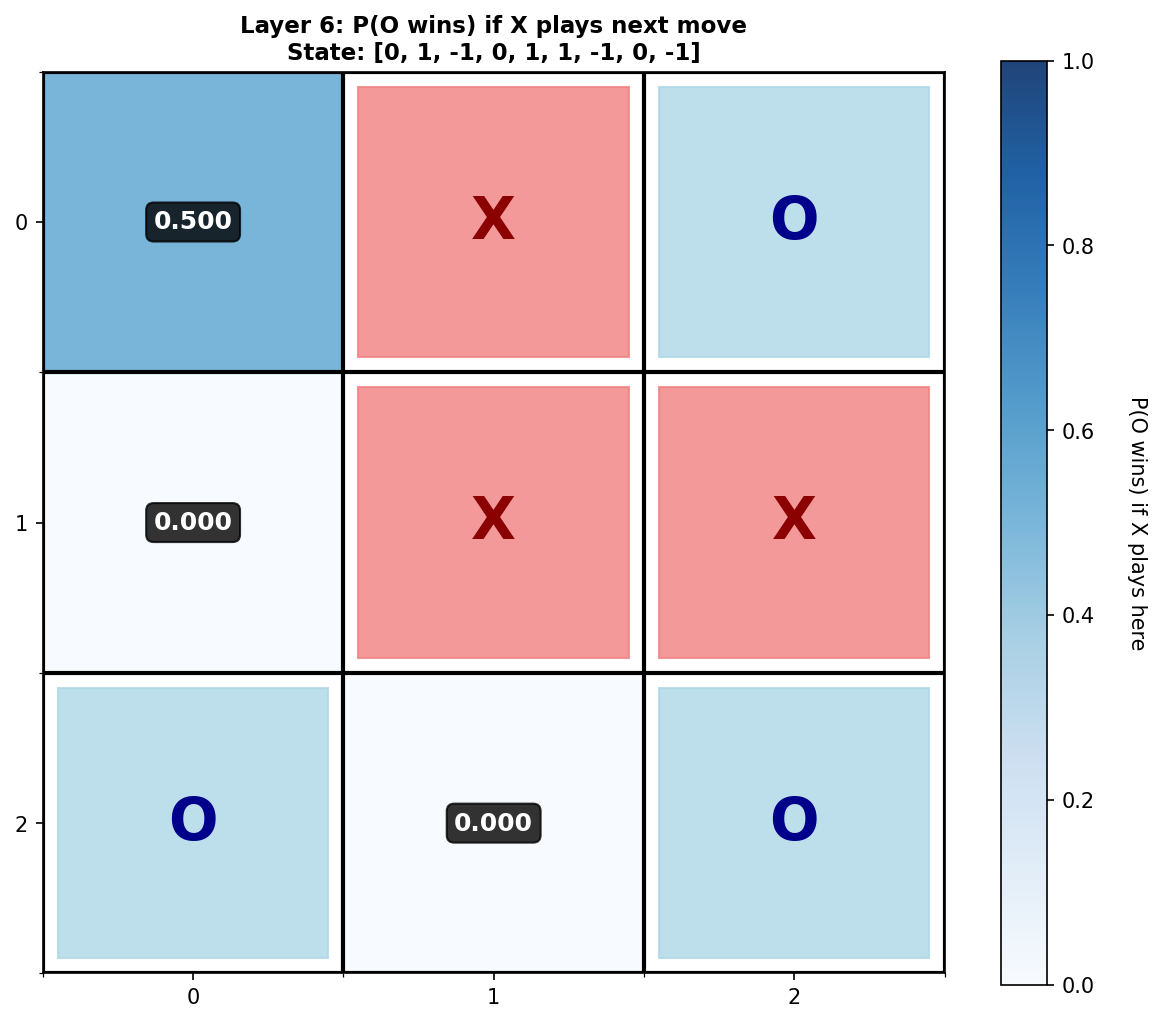 Layer 6: P(O wins) if X plays next move
State: [0, 1, -1, 0, 1, 1, -1, 0, -1]
0
0.500
X
O
1
0.000
X
X
2
O
0.000
O
0
1
2
1.0
0.8
0.6
0.4
0.2
0.0
P(O wins) if X plays here